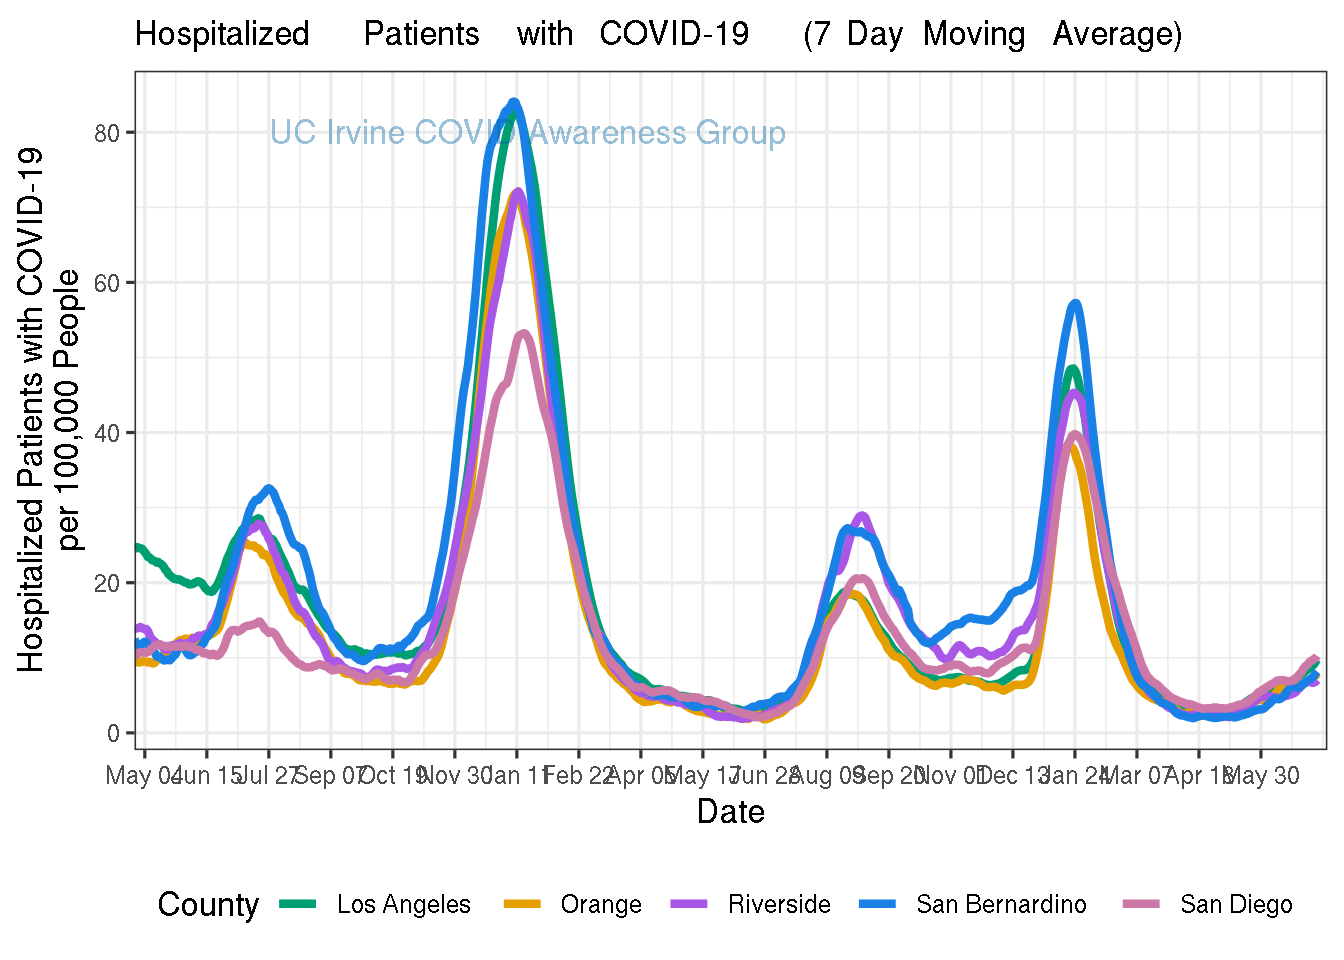 Hospitalized Patients with COVID-19 (7 Day Moving Average)
UC Irvine COVID Awareness Group
Hospitalized Patients with COVID-19
per 100,000 People
80
60
40
20
0
May 04 Jun 15 Jul 27 Sep 07 Oct 19 Nov 30 Jan 11 Feb 22 Apr 05 May 17 Jun 28 Aug 09 Sep 20 Nov 01 Dec 13 Jan 24 Mar 07 Apr 18 May 30
Date
County Los Angeles Orange Riverside San Bernardino San Diego